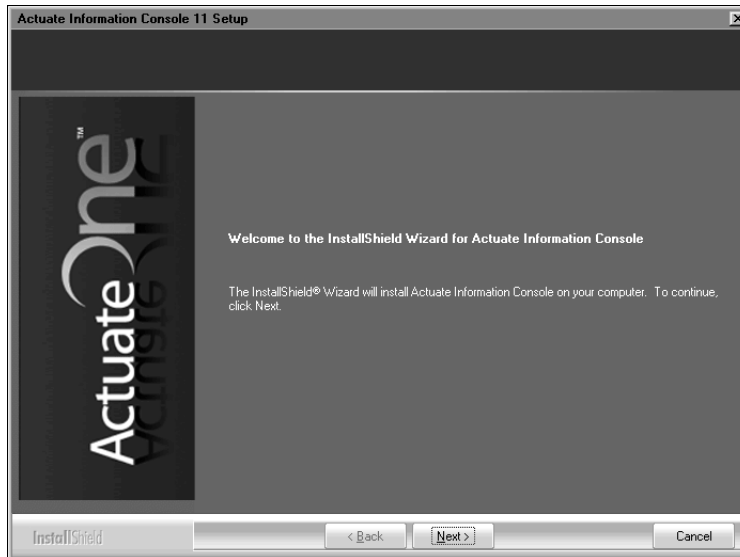 Actuate Information Console 11 Setup
ActuateOne™
Welcome to the InstallShield Wizard for Actuate Information Console
The InstallShield® Wizard will install Actuate Information Console on your computer. To continue,
click Next.
InstallShield
< Back
Next >
Cancel